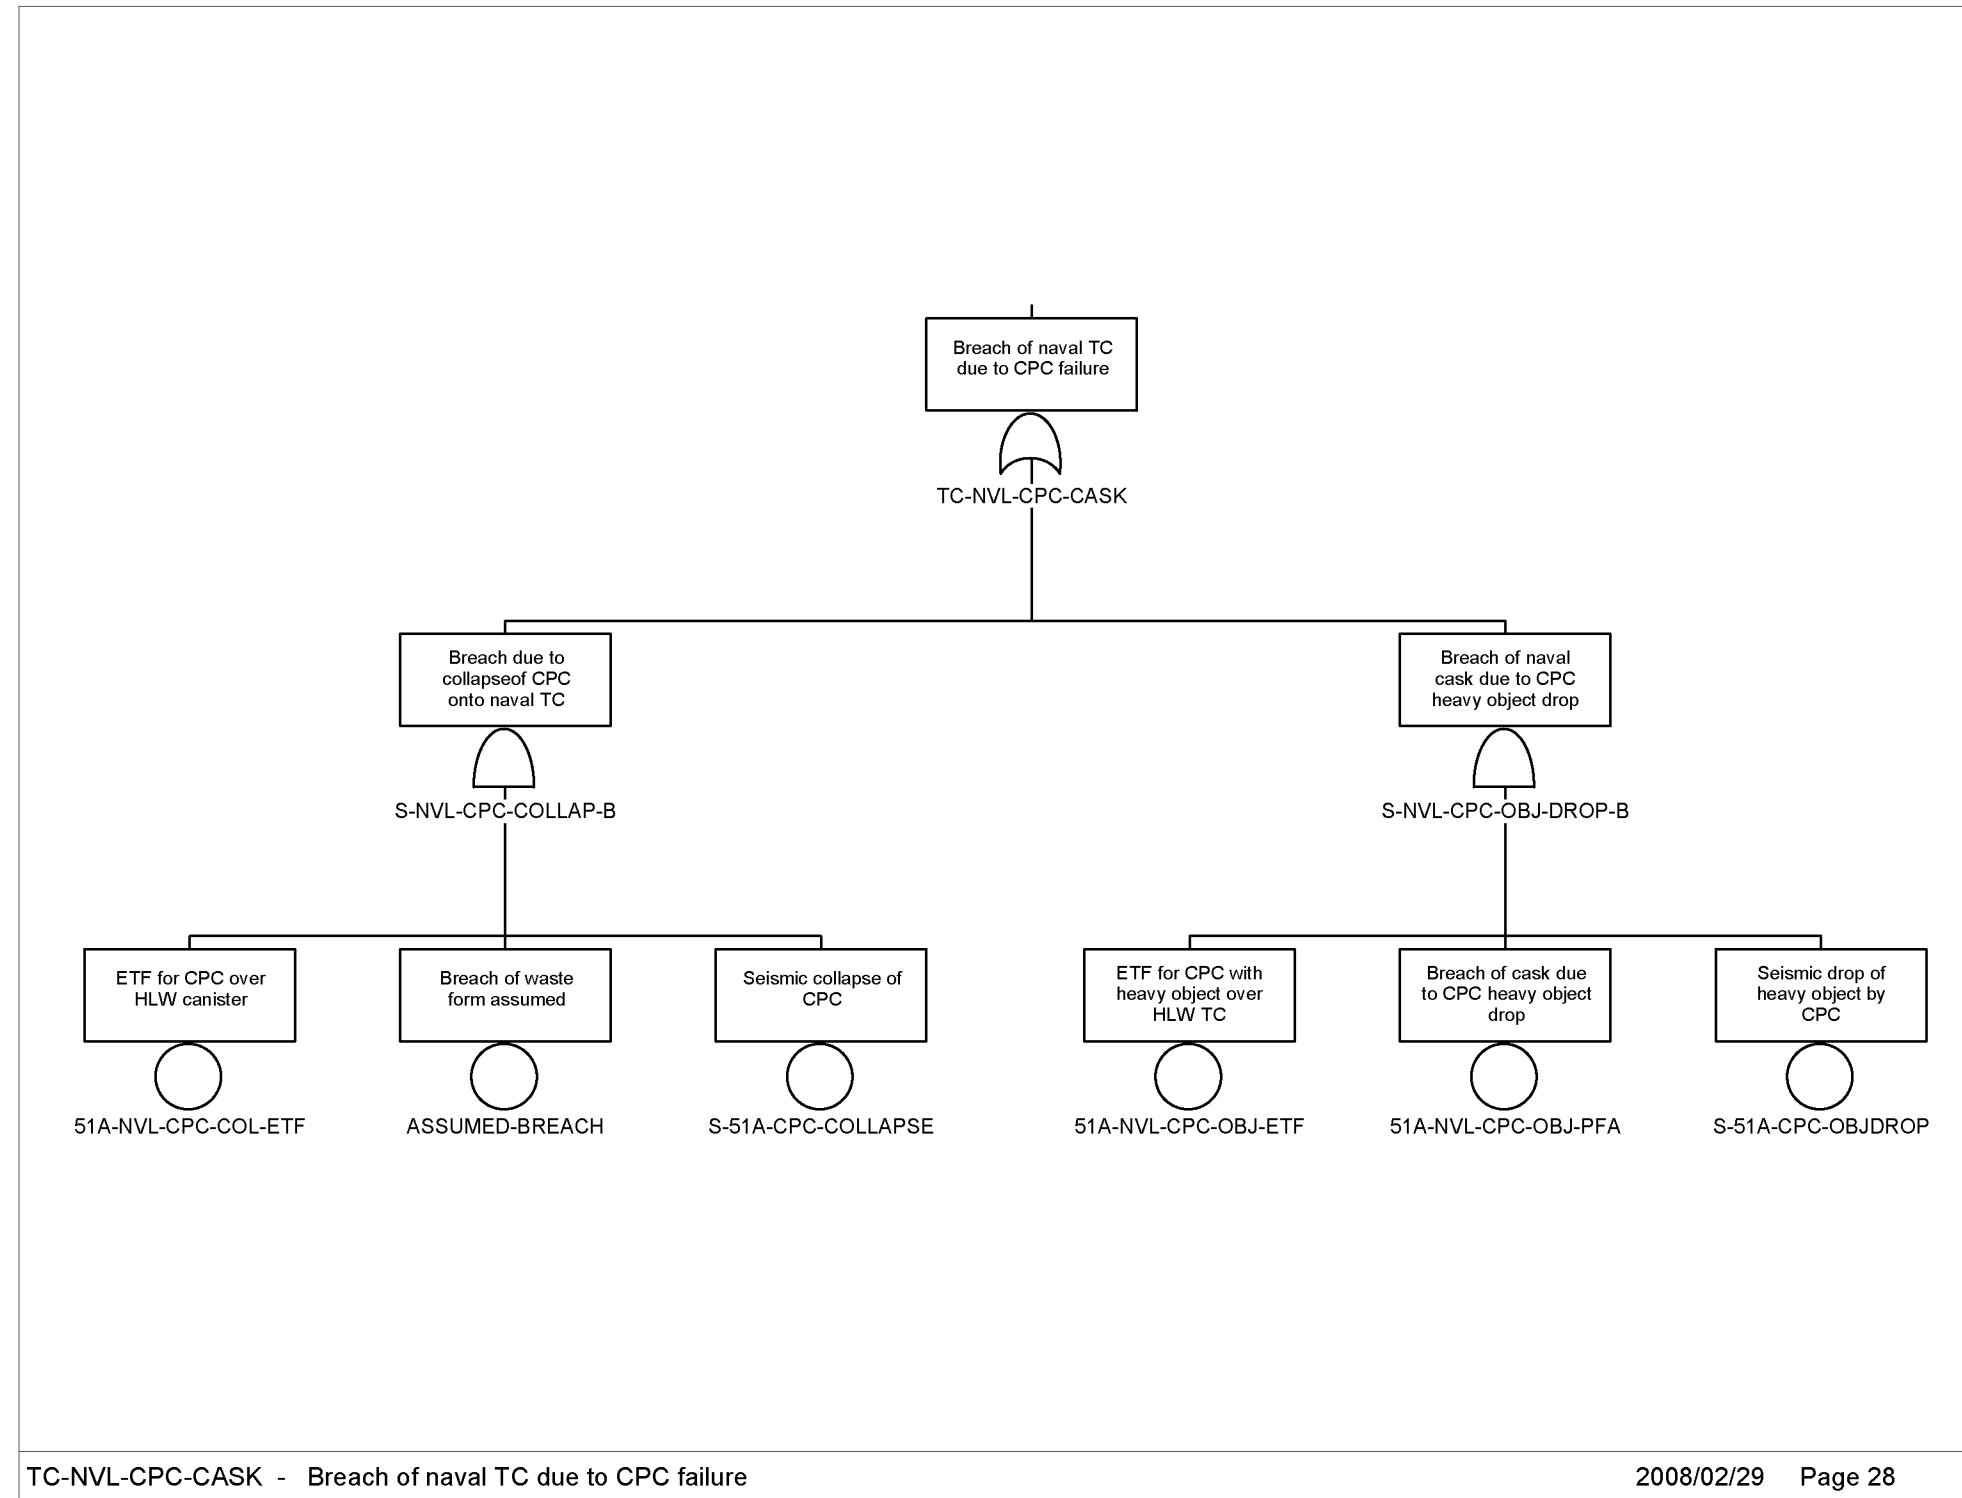 Breach of naval TC
due to CPC failure
TC-NVL-CPC-CASK
Breach due to
collapseof CPC
onto naval TC
S-NVL-CPC-COLLAP-B
Breach of naval
cask due to CPC
heavy object drop
S-NVL-CPC-OBJ-DROP-B
ETF for CPC over
HLW canister
51A-NVL-CPC-COL-ETF
Breach of waste
form assumed
ASSUMED-BREACH
Seismic collapse of
CPC
S-51A-CPC-COLLAPSE
ETF for CPC with
heavy object over
HLW TC
51A-NVL-CPC-OBJ-ETF
Breach of cask due
to CPC heavy object
drop
51A-NVL-CPC-OBJ-PFA
Seismic drop of
heavy object by
CPC
S-51A-CPC-OBJDROP
TC-NVL-CPC-CASK - Breach of naval TC due to CPC failure
2008/02/29 Page 28